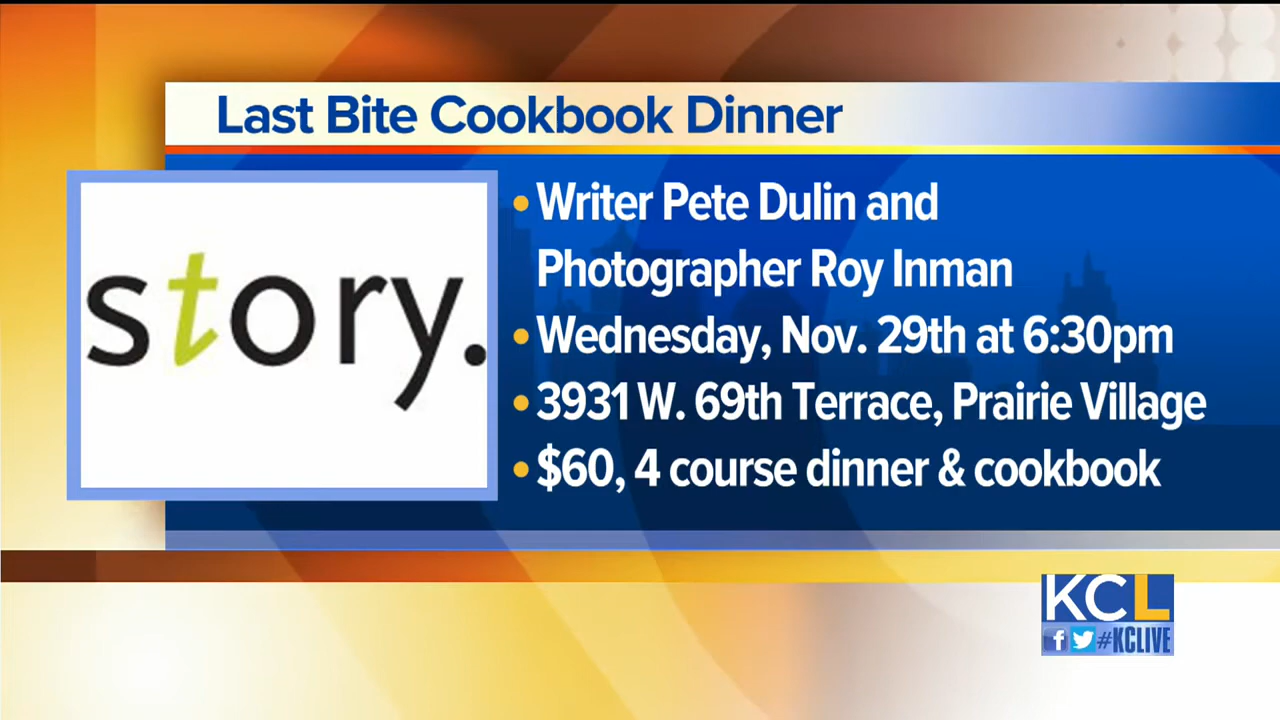 Last Bite Cookbook Dinner
story.
• Writer Pete Dulin and
Photographer Roy Inman
• Wednesday, Nov. 29th at 6:30pm
• 3931 W. 69th Terrace, Prairie Village
• $60, 4 course dinner & cookbook
KCL
f #KCLIVE